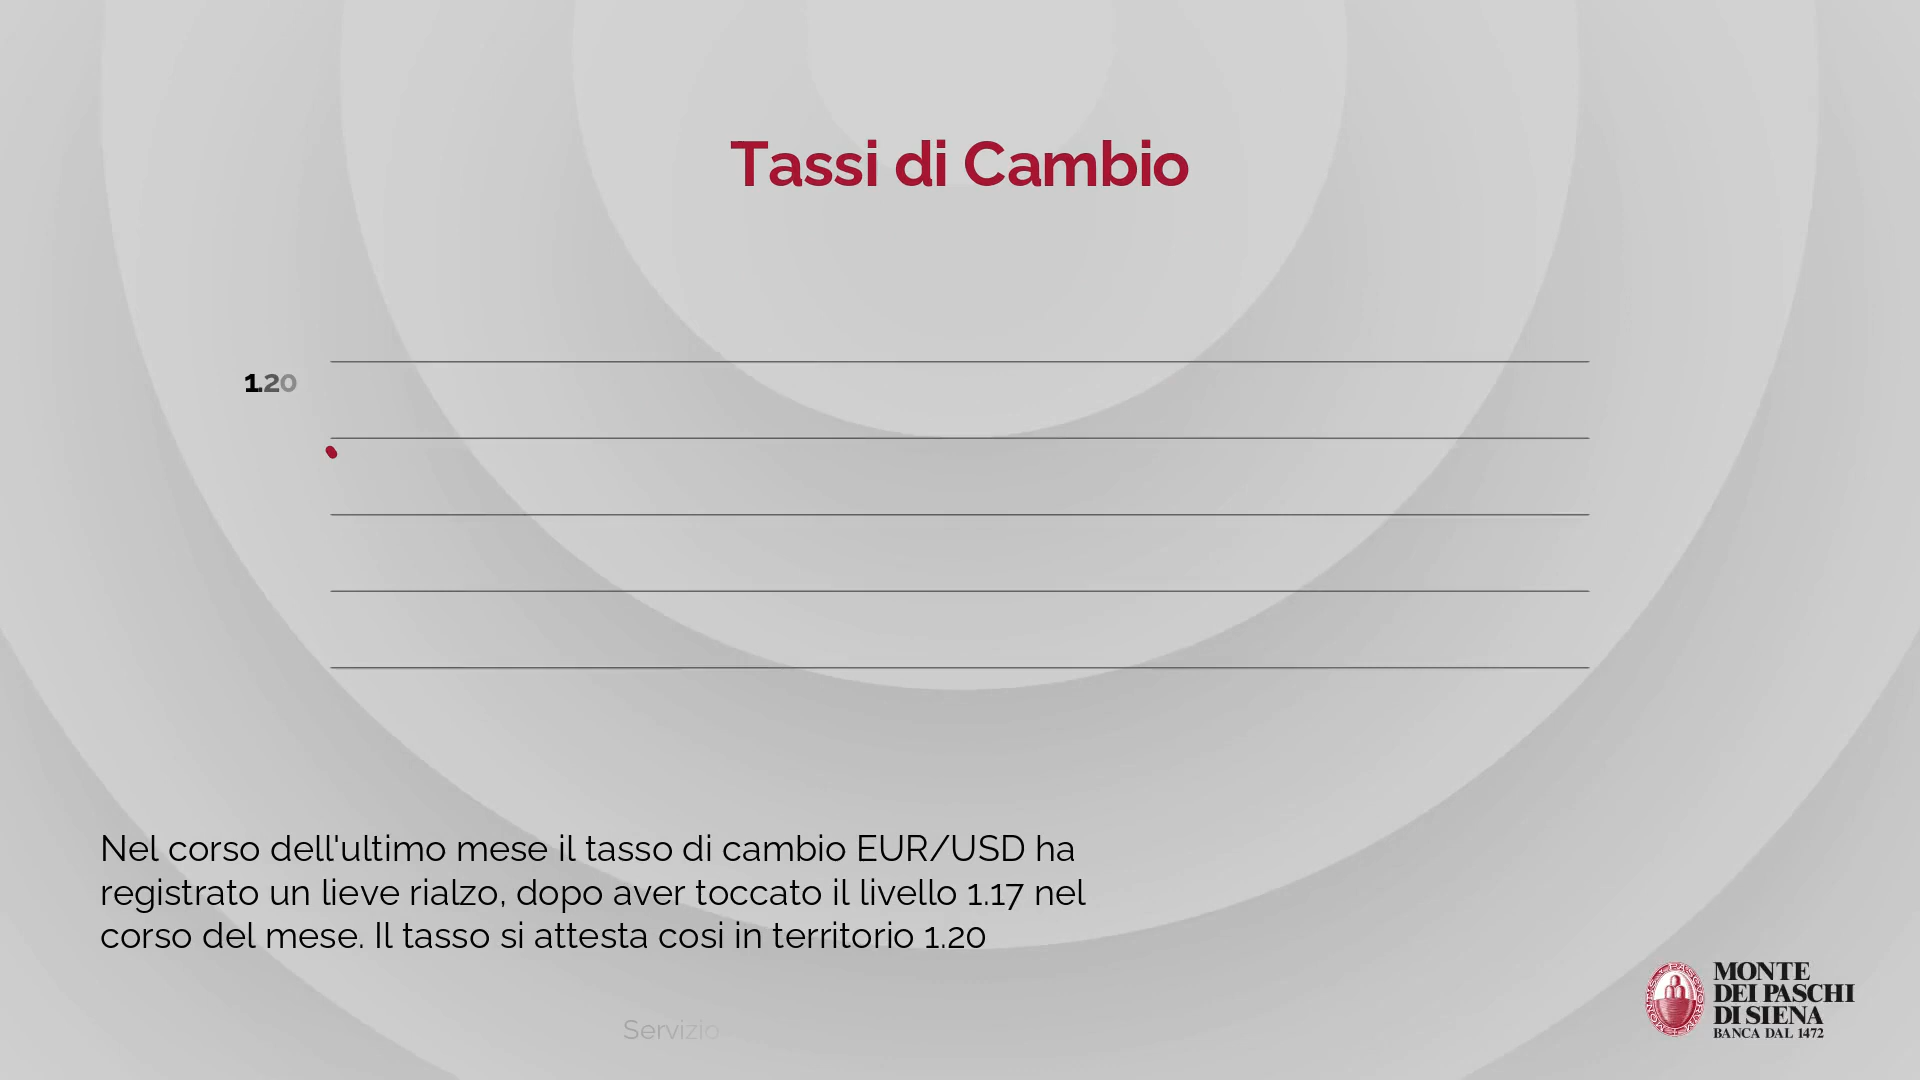 Tassi di Cambio
1.20
Nel corso dell'ultimo mese il tasso di cambio EUR/USD ha
registrato un lieve rialzo, dopo aver toccato il livello 1.17 nel
corso del mese. Il tasso si attesta cosi in territorio 1.20
Servizio
MONTE
DEI PASCHI
DI SIENA
BANCA DAL 1472